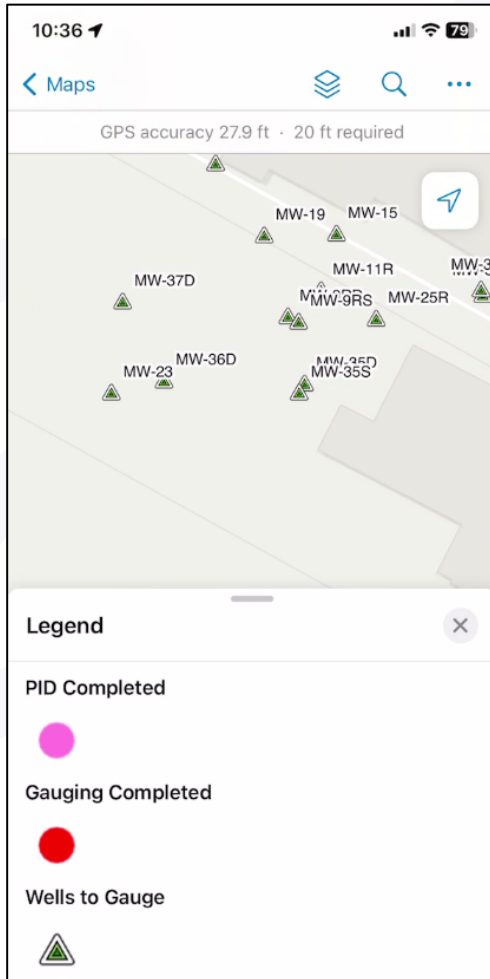 10:36
79
Maps
GPS accuracy 27.9 ft · 20 ft required
MW-19
MW-15
MW-11R
MW-37D
MW-9RS
MW-25R
MW-36D
MW-23
MW-35D
MW-35S
Legend
PID Completed
Gauging Completed
Wells to Gauge